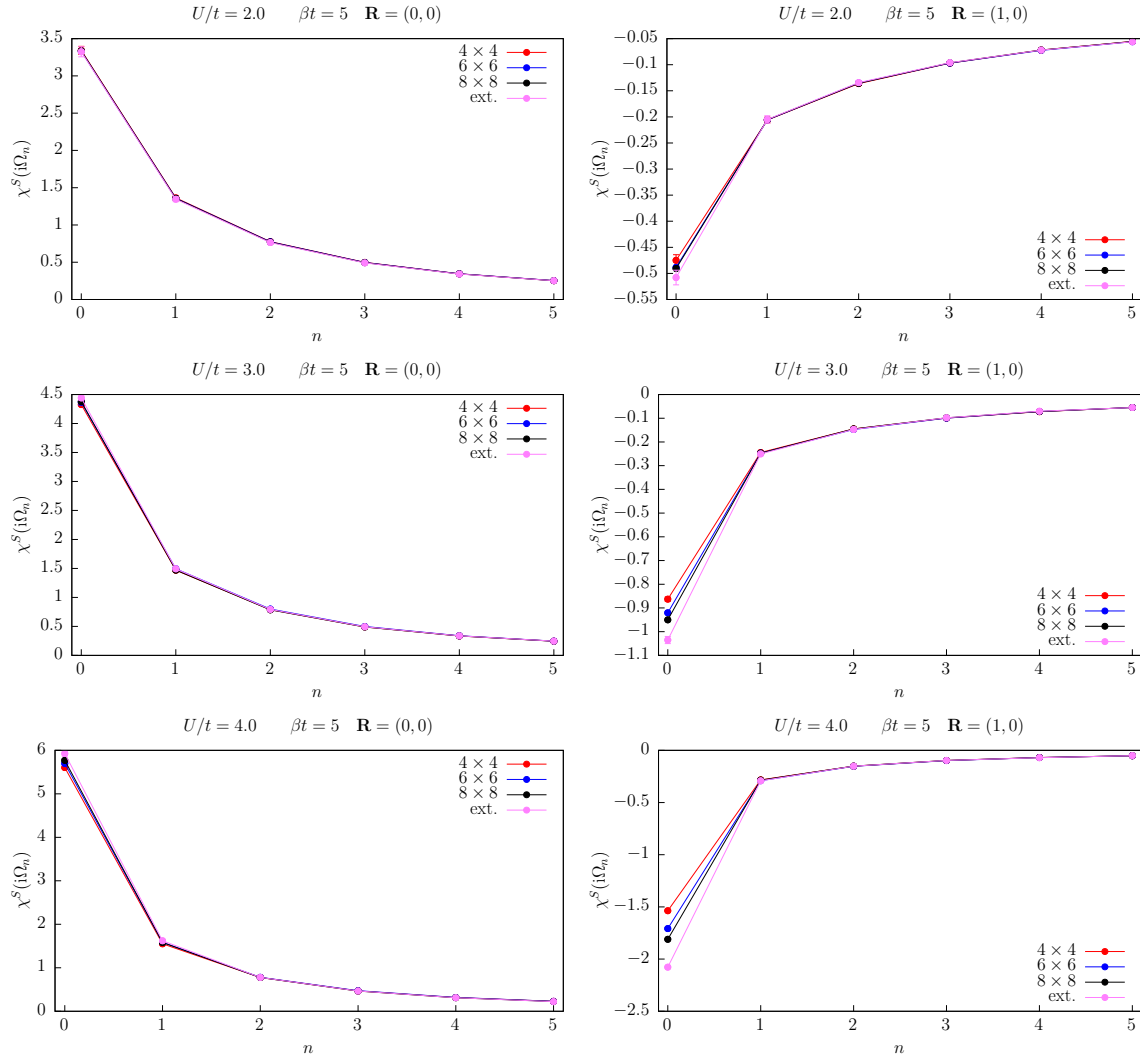 U/t = 2.0 βt = 5 R = (0, 0)
χ^S(iΩ_n)
3.5
3
2.5
2
1.5
1
0.5
0
4 × 4
6 × 6
8 × 8
ext.
0 1 2 3 4 5
n
U/t = 2.0 βt = 5 R = (1, 0)
χ^S(iΩ_n)
−0.05
−0.1
−0.15
−0.2
−0.25
−0.3
−0.35
−0.4
−0.45
−0.5
−0.55
4 × 4
6 × 6
8 × 8
ext.
0 1 2 3 4 5
n
U/t = 3.0 βt = 5 R = (0, 0)
χ^S(iΩ_n)
4.5
4
3.5
3
2.5
2
1.5
1
0.5
0
4 × 4
6 × 6
8 × 8
ext.
0 1 2 3 4 5
n
U/t = 3.0 βt = 5 R = (1, 0)
χ^S(iΩ_n)
0
−0.1
−0.2
−0.3
−0.4
−0.5
−0.6
−0.7
−0.8
−0.9
−1
−1.1
4 × 4
6 × 6
8 × 8
ext.
0 1 2 3 4 5
n
U/t = 4.0 βt = 5 R = (0, 0)
χ^S(iΩ_n)
6
5
4
3
2
1
0
4 × 4
6 × 6
8 × 8
ext.
0 1 2 3 4 5
n
U/t = 4.0 βt = 5 R = (1, 0)
χ^S(iΩ_n)
0
−0.5
−1
−1.5
−2
−2.5
4 × 4
6 × 6
8 × 8
ext.
0 1 2 3 4 5
n